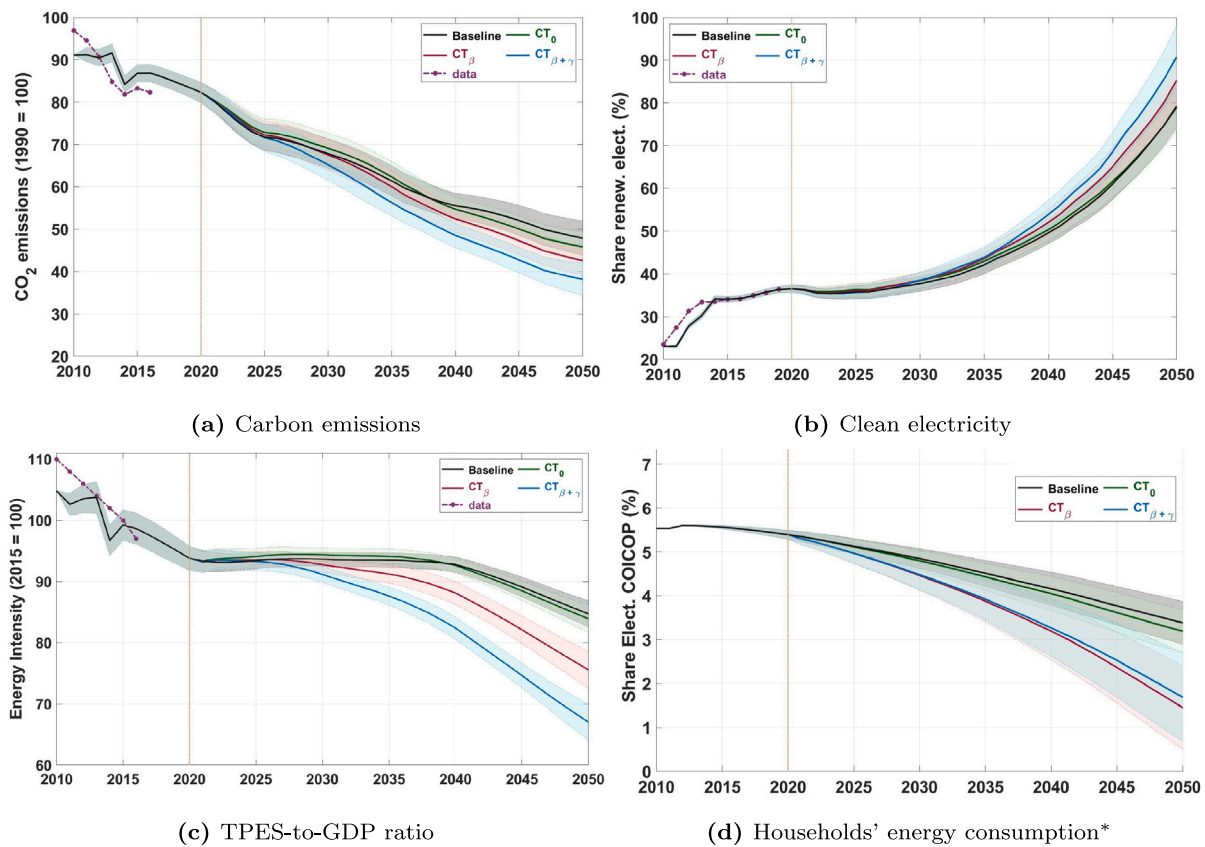 100
90
80
70
60
50
40
30
20
CO2 emissions (1990 = 100)
Baseline
CT0
CTβ
CTβ + γ
data
2010 2015 2020 2025 2030 2035 2040 2045 2050
(a) Carbon emissions
100
90
80
70
60
50
40
30
20
Share renew. elect. (%)
Baseline
CT0
CTβ
CTβ + γ
data
2010 2015 2020 2025 2030 2035 2040 2045 2050
(b) Clean electricity
110
100
90
80
70
60
Energy Intensity (2015 = 100)
Baseline
CT0
CTβ
CTβ + γ
data
2010 2015 2020 2025 2030 2035 2040 2045 2050
(c) TPES-to-GDP ratio
7
6
5
4
3
2
1
0
Share Elect. COICOP (%)
Baseline
CT0
CTβ
CTβ + γ
2010 2015 2020 2025 2030 2035 2040 2045 2050
(d) Households' energy consumption*